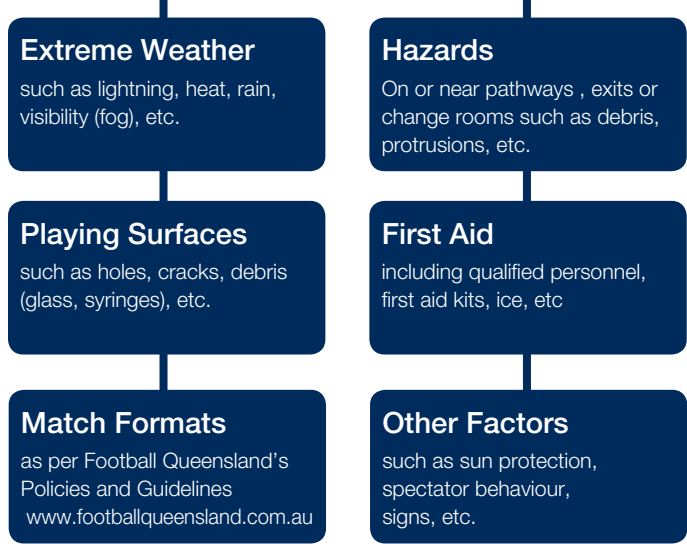 Extreme Weather
such as lightning, heat, rain,
visibility (fog), etc.
Hazards
On or near pathways , exits or
change rooms such as debris,
protrusions, etc.
Playing Surfaces
such as holes, cracks, debris
(glass, syringes), etc.
First Aid
including qualified personnel,
first aid kits, ice, etc
Match Formats
as per Football Queensland’s
Policies and Guidelines
www.footballqueensland.com.au
Other Factors
such as sun protection,
spectator behaviour,
signs, etc.